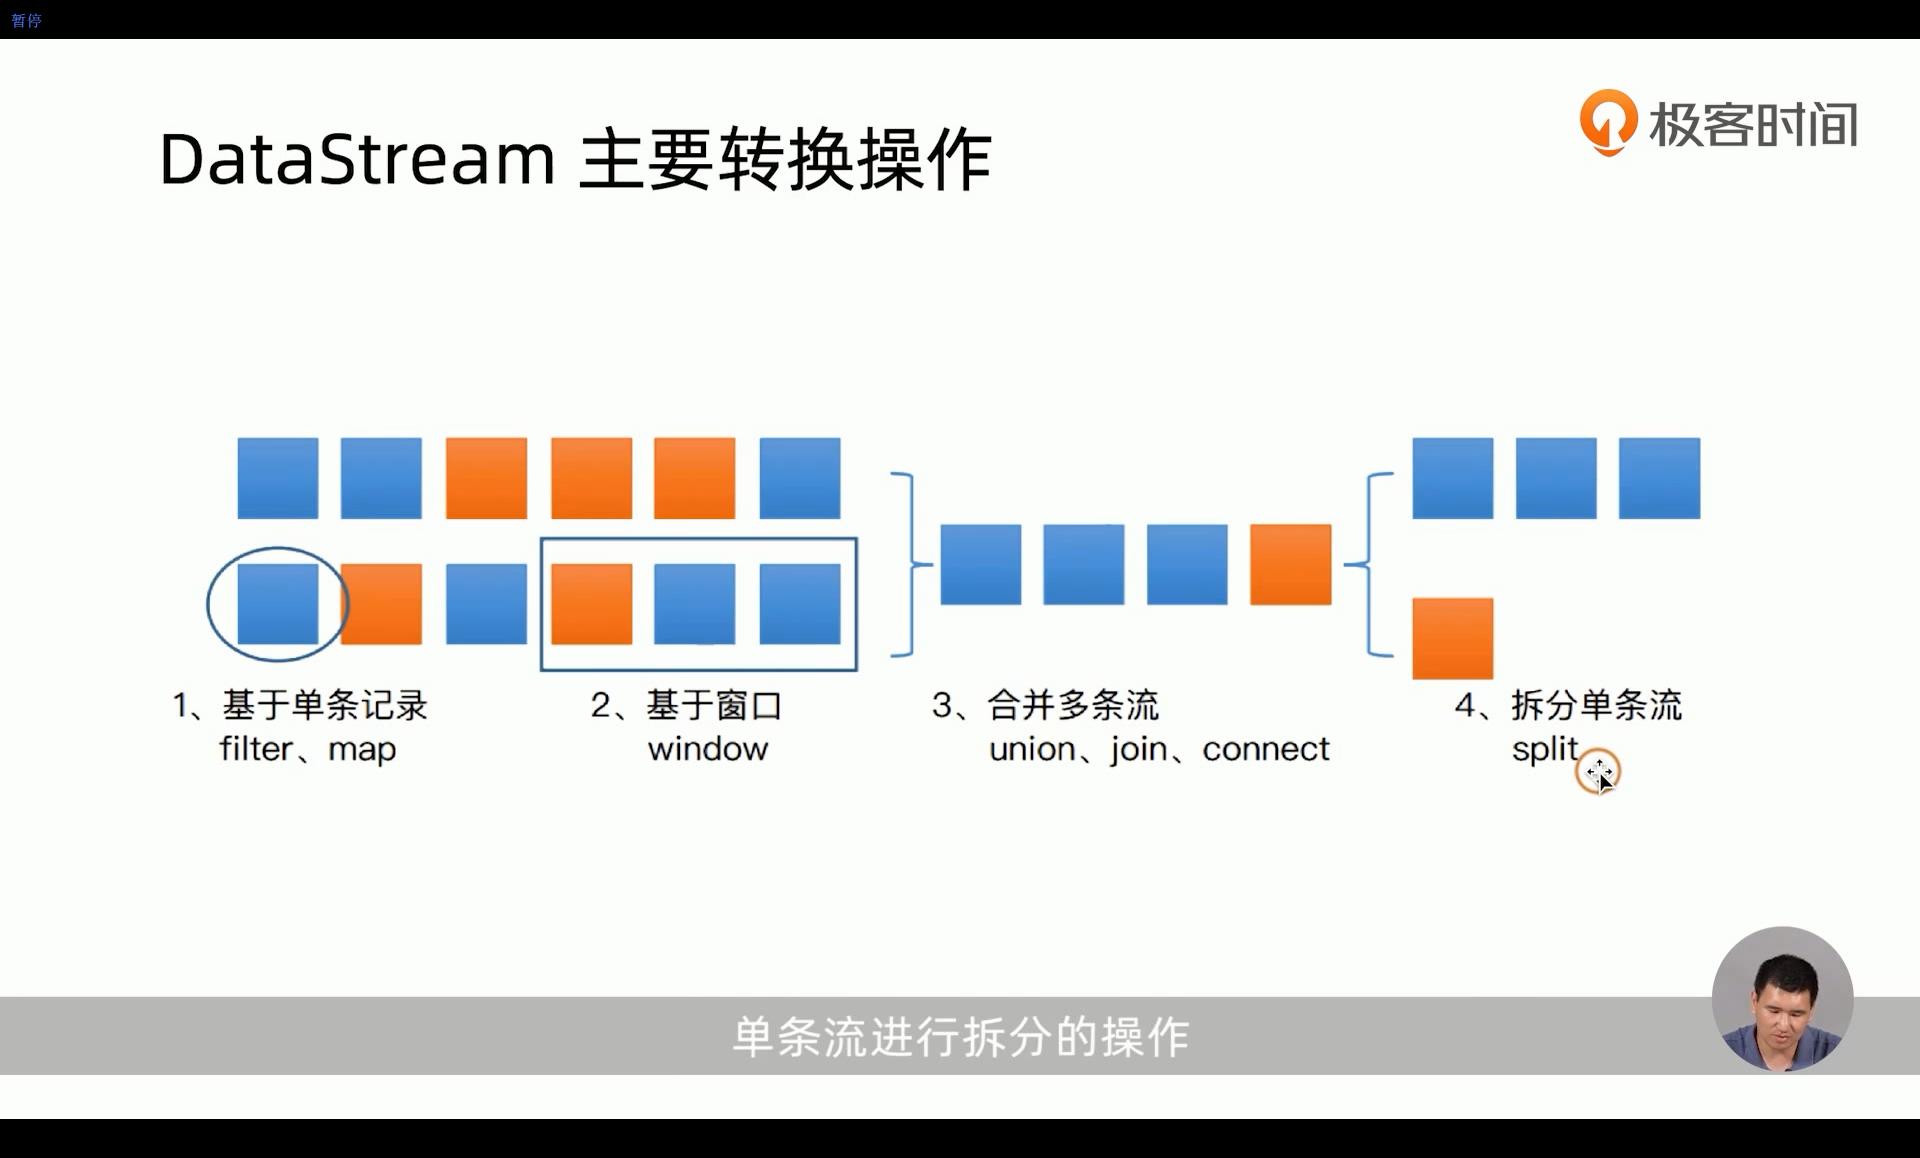 暂停
极客时间
DataStream 主要转换操作
1、基于单条记录
filter、map
2、基于窗口
window
3、合并多条流
union、join、connect
4、拆分单条流
split
单条流进行拆分的操作